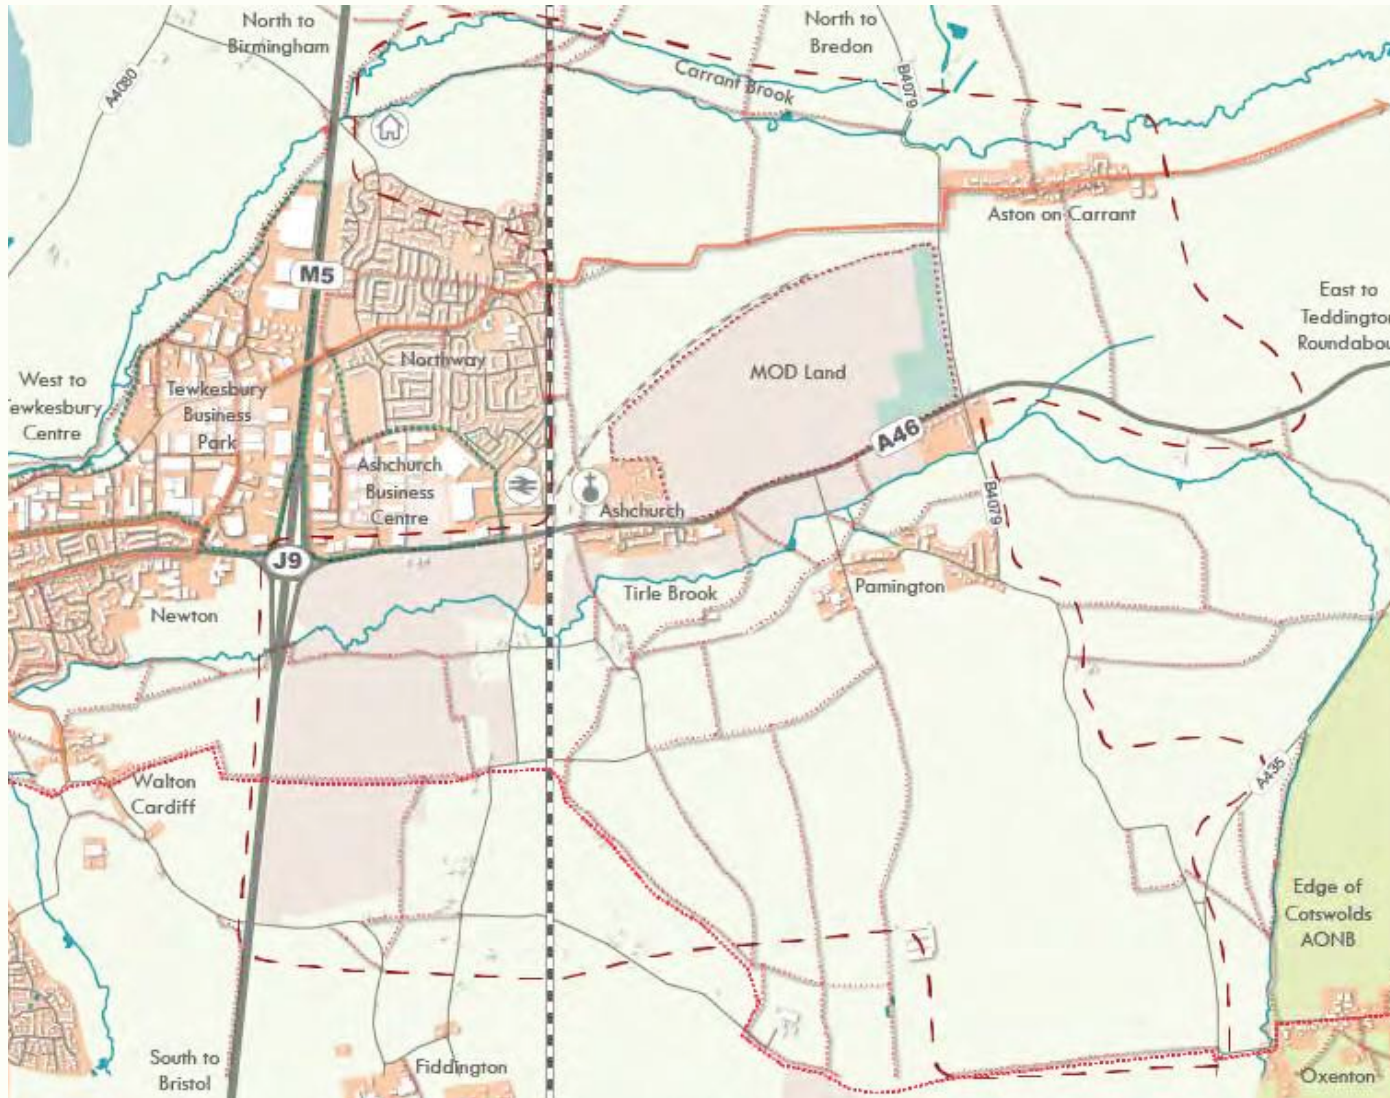 North to
Birmingham
North to
Bredon
A4080
Carrant Brook
B4079
Aston on Carrant
M5
East to
Teddington
Roundabou
West to
ewkesbury
Centre
Northway
Tewkesbury
Business
Park
MOD Land
A46
Ashchurch
Business
Centre
Ashchurch
B4079
J9
Newton
Tirle Brook
Pamington
Walton
Cardiff
A435
Edge of
Cotswolds
AONB
South to
Bristol
Fiddington
Oxenton